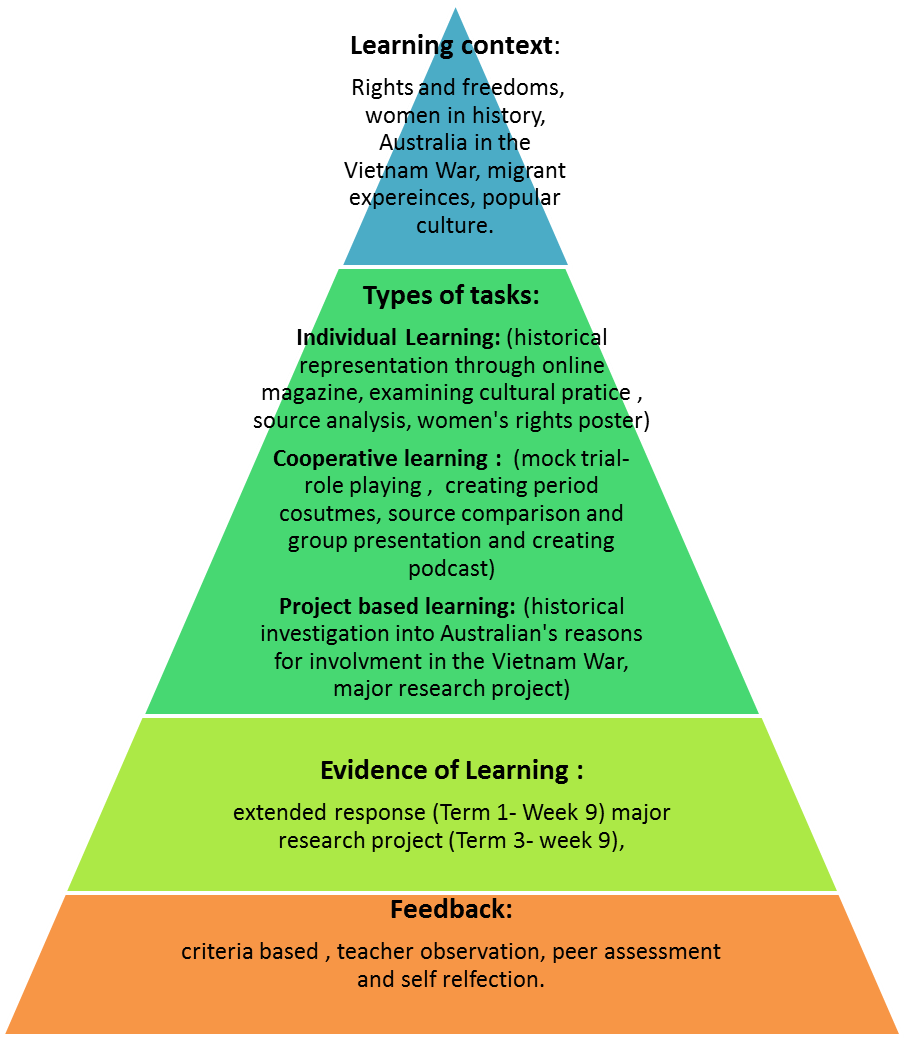 Learning context:
Rights and freedoms,
women in history,
Australia in the
Vietnam War, migrant
expereinces, popular
culture.
Types of tasks:
Individual Learning: (historical
representation through online
magazine, examining cultural pratice ,
source analysis, women's rights poster)
Cooperative learning : (mock trial-
role playing , creating period
cosutmes, source comparison and
group presentation and creating
podcast)
Project based learning: (historical
investigation into Australian's reasons
for involvment in the Vietnam War,
major research project)
Evidence of Learning :
extended response (Term 1- Week 9) major
research project (Term 3- week 9),
Feedback:
criteria based , teacher observation, peer assessment
and self relfection.